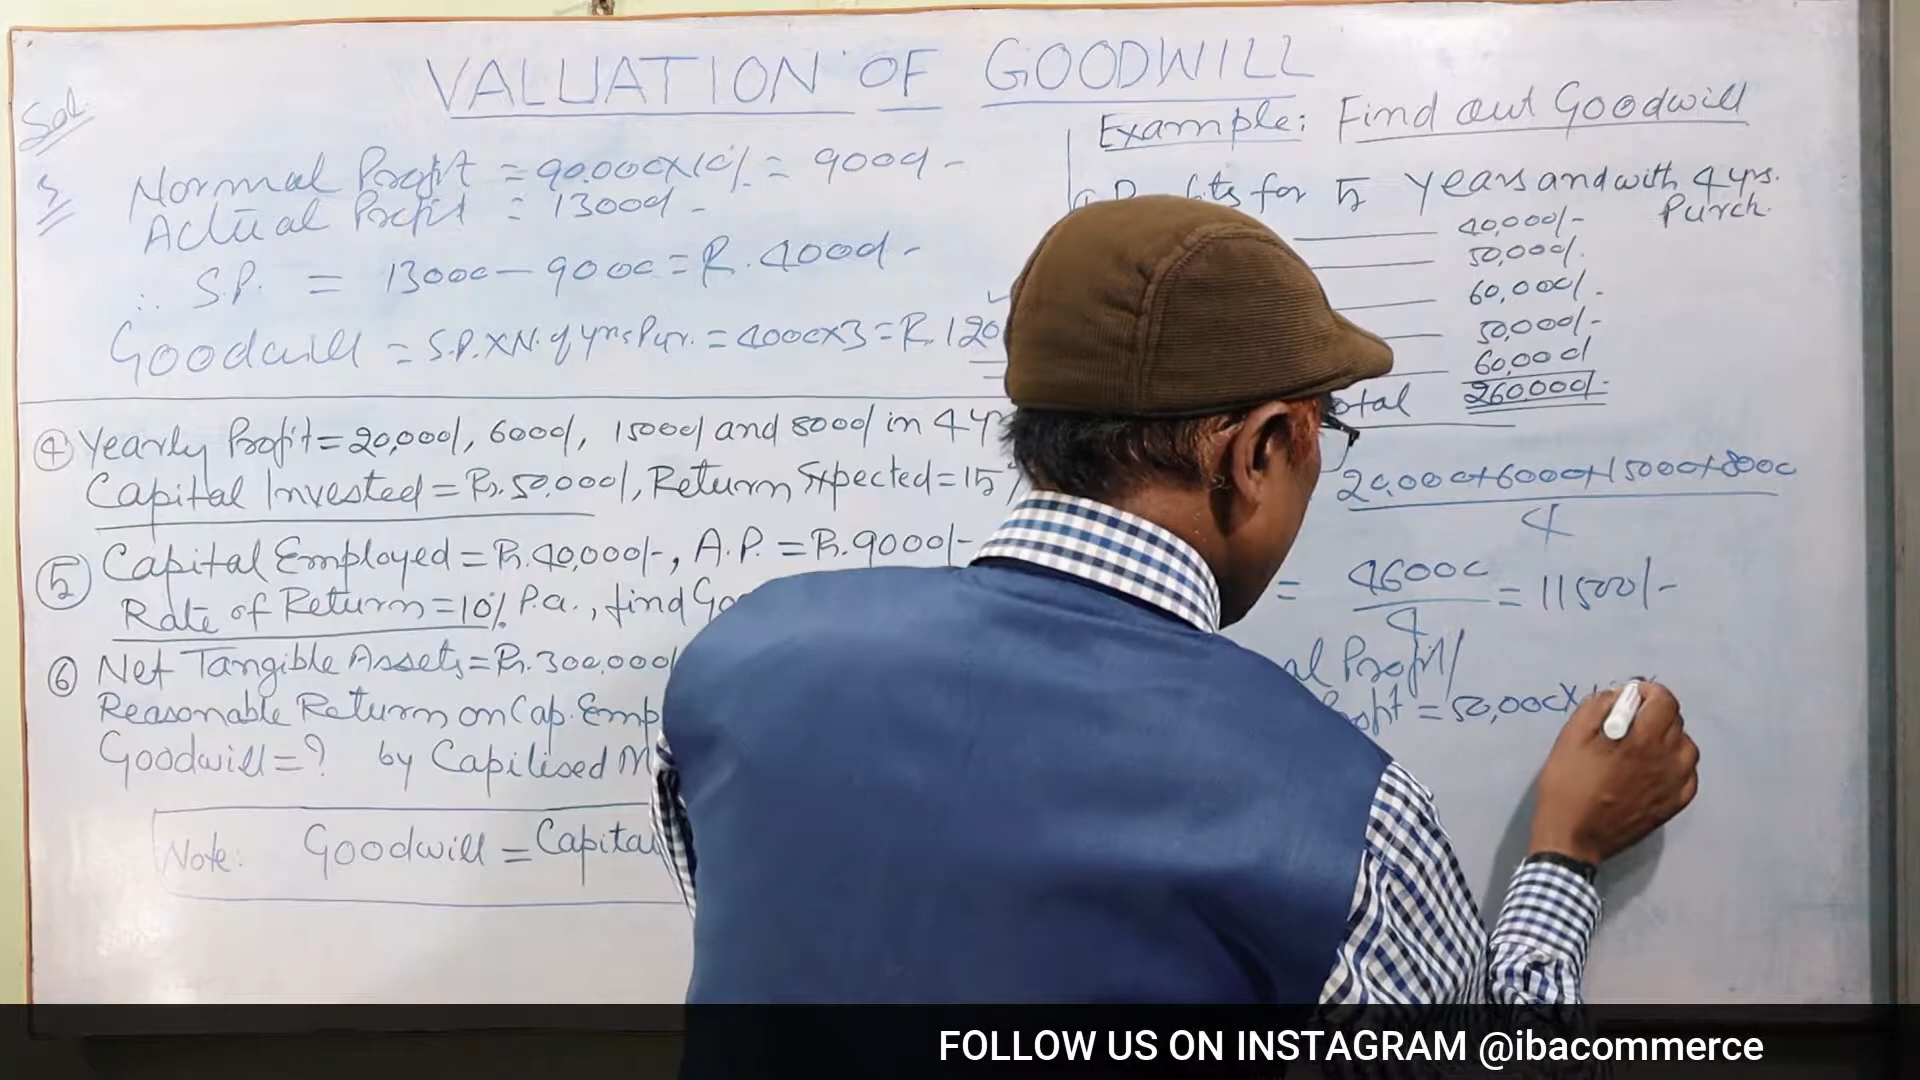 VALUATION OF GOODWILL
Sol.
3
Normal Profit = 90,000x10% = 9000/-
Actual Profit = 13000/-
∴ S.P. = 13000-9000 = R. 4000/-
Goodwill = S.P. x N. of yrs Pur. = 4000x3 = R. 120
④ Yearly Profit = 20,000/, 6000/, 15000/ and 8000/ in 4 yr
Capital Invested = Rs. 50,000/, Return Expected = 15
⑤ Capital Employed = Rs. 40,000/-, A.P. = Rs. 9000/-
Rate of Return = 10% P.a., find Go
⑥ Net Tangible Assets = Rs. 300,000/
Reasonable Return on Cap. Emp
Goodwill = ? by Capilised M
Note: Goodwill = Capital
Example: Find out Goodwill
for 5 Years and with 4 yrs.
Purch.
40,000/-
50,000/.
60,000/.
50,000/-
60,000/
otal 260000/-
20,000+6000+15000+8000
4
= 46000
4 = 11500/-
al Profit/
= 50,000x
FOLLOW US ON INSTAGRAM @ibacommerce